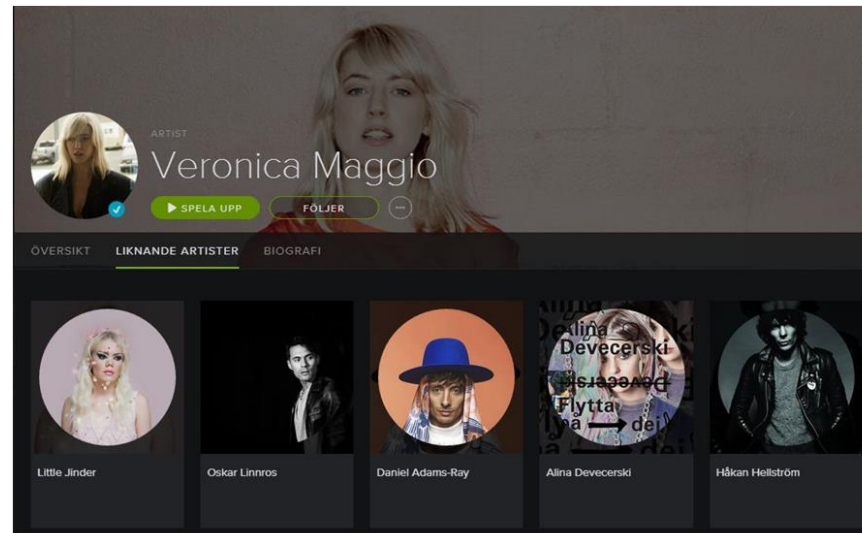 ARTIST
Veronica Maggio
SPELA UPP
FÖLJER
ÖVERSIKT LIKNANDE ARTISTER BIOGRAFI
Alina
Devecerski
Devecerski
Flytta
på → dej
Little Jinder
Oskar Linnros
Daniel Adams-Ray
Alina Devecerski
Håkan Hellström